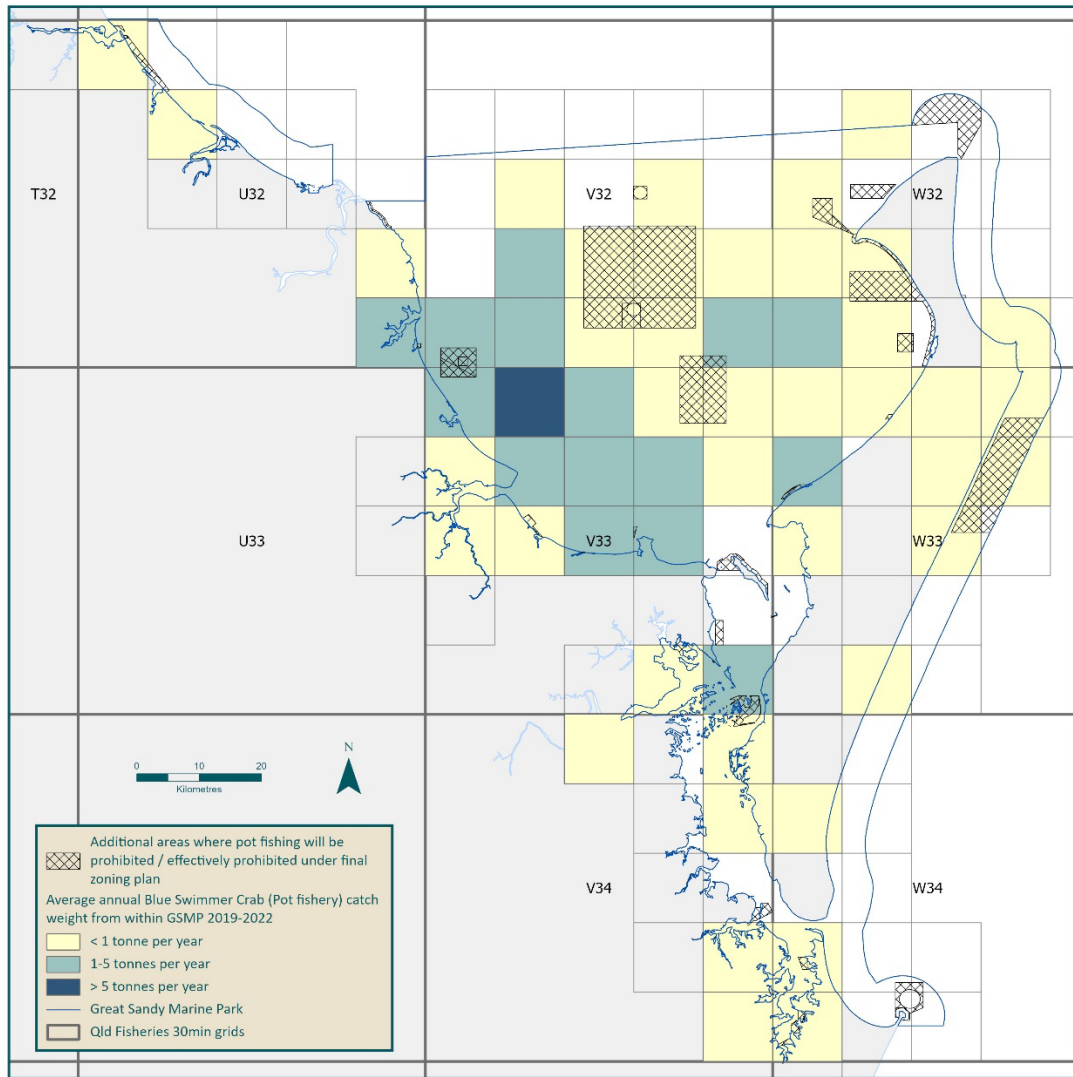 T32
U32
V32
W32
U33
V33
W33
N
0 10 20
Kilometres
Additional areas where pot fishing will be
prohibited / effectively prohibited under final
zoning plan
Average annual Blue Swimmer Crab (Pot fishery) catch
weight from within GSMP 2019-2022
< 1 tonne per year
1-5 tonnes per year
> 5 tonnes per year
Great Sandy Marine Park
Qld Fisheries 30min grids
V34
W34